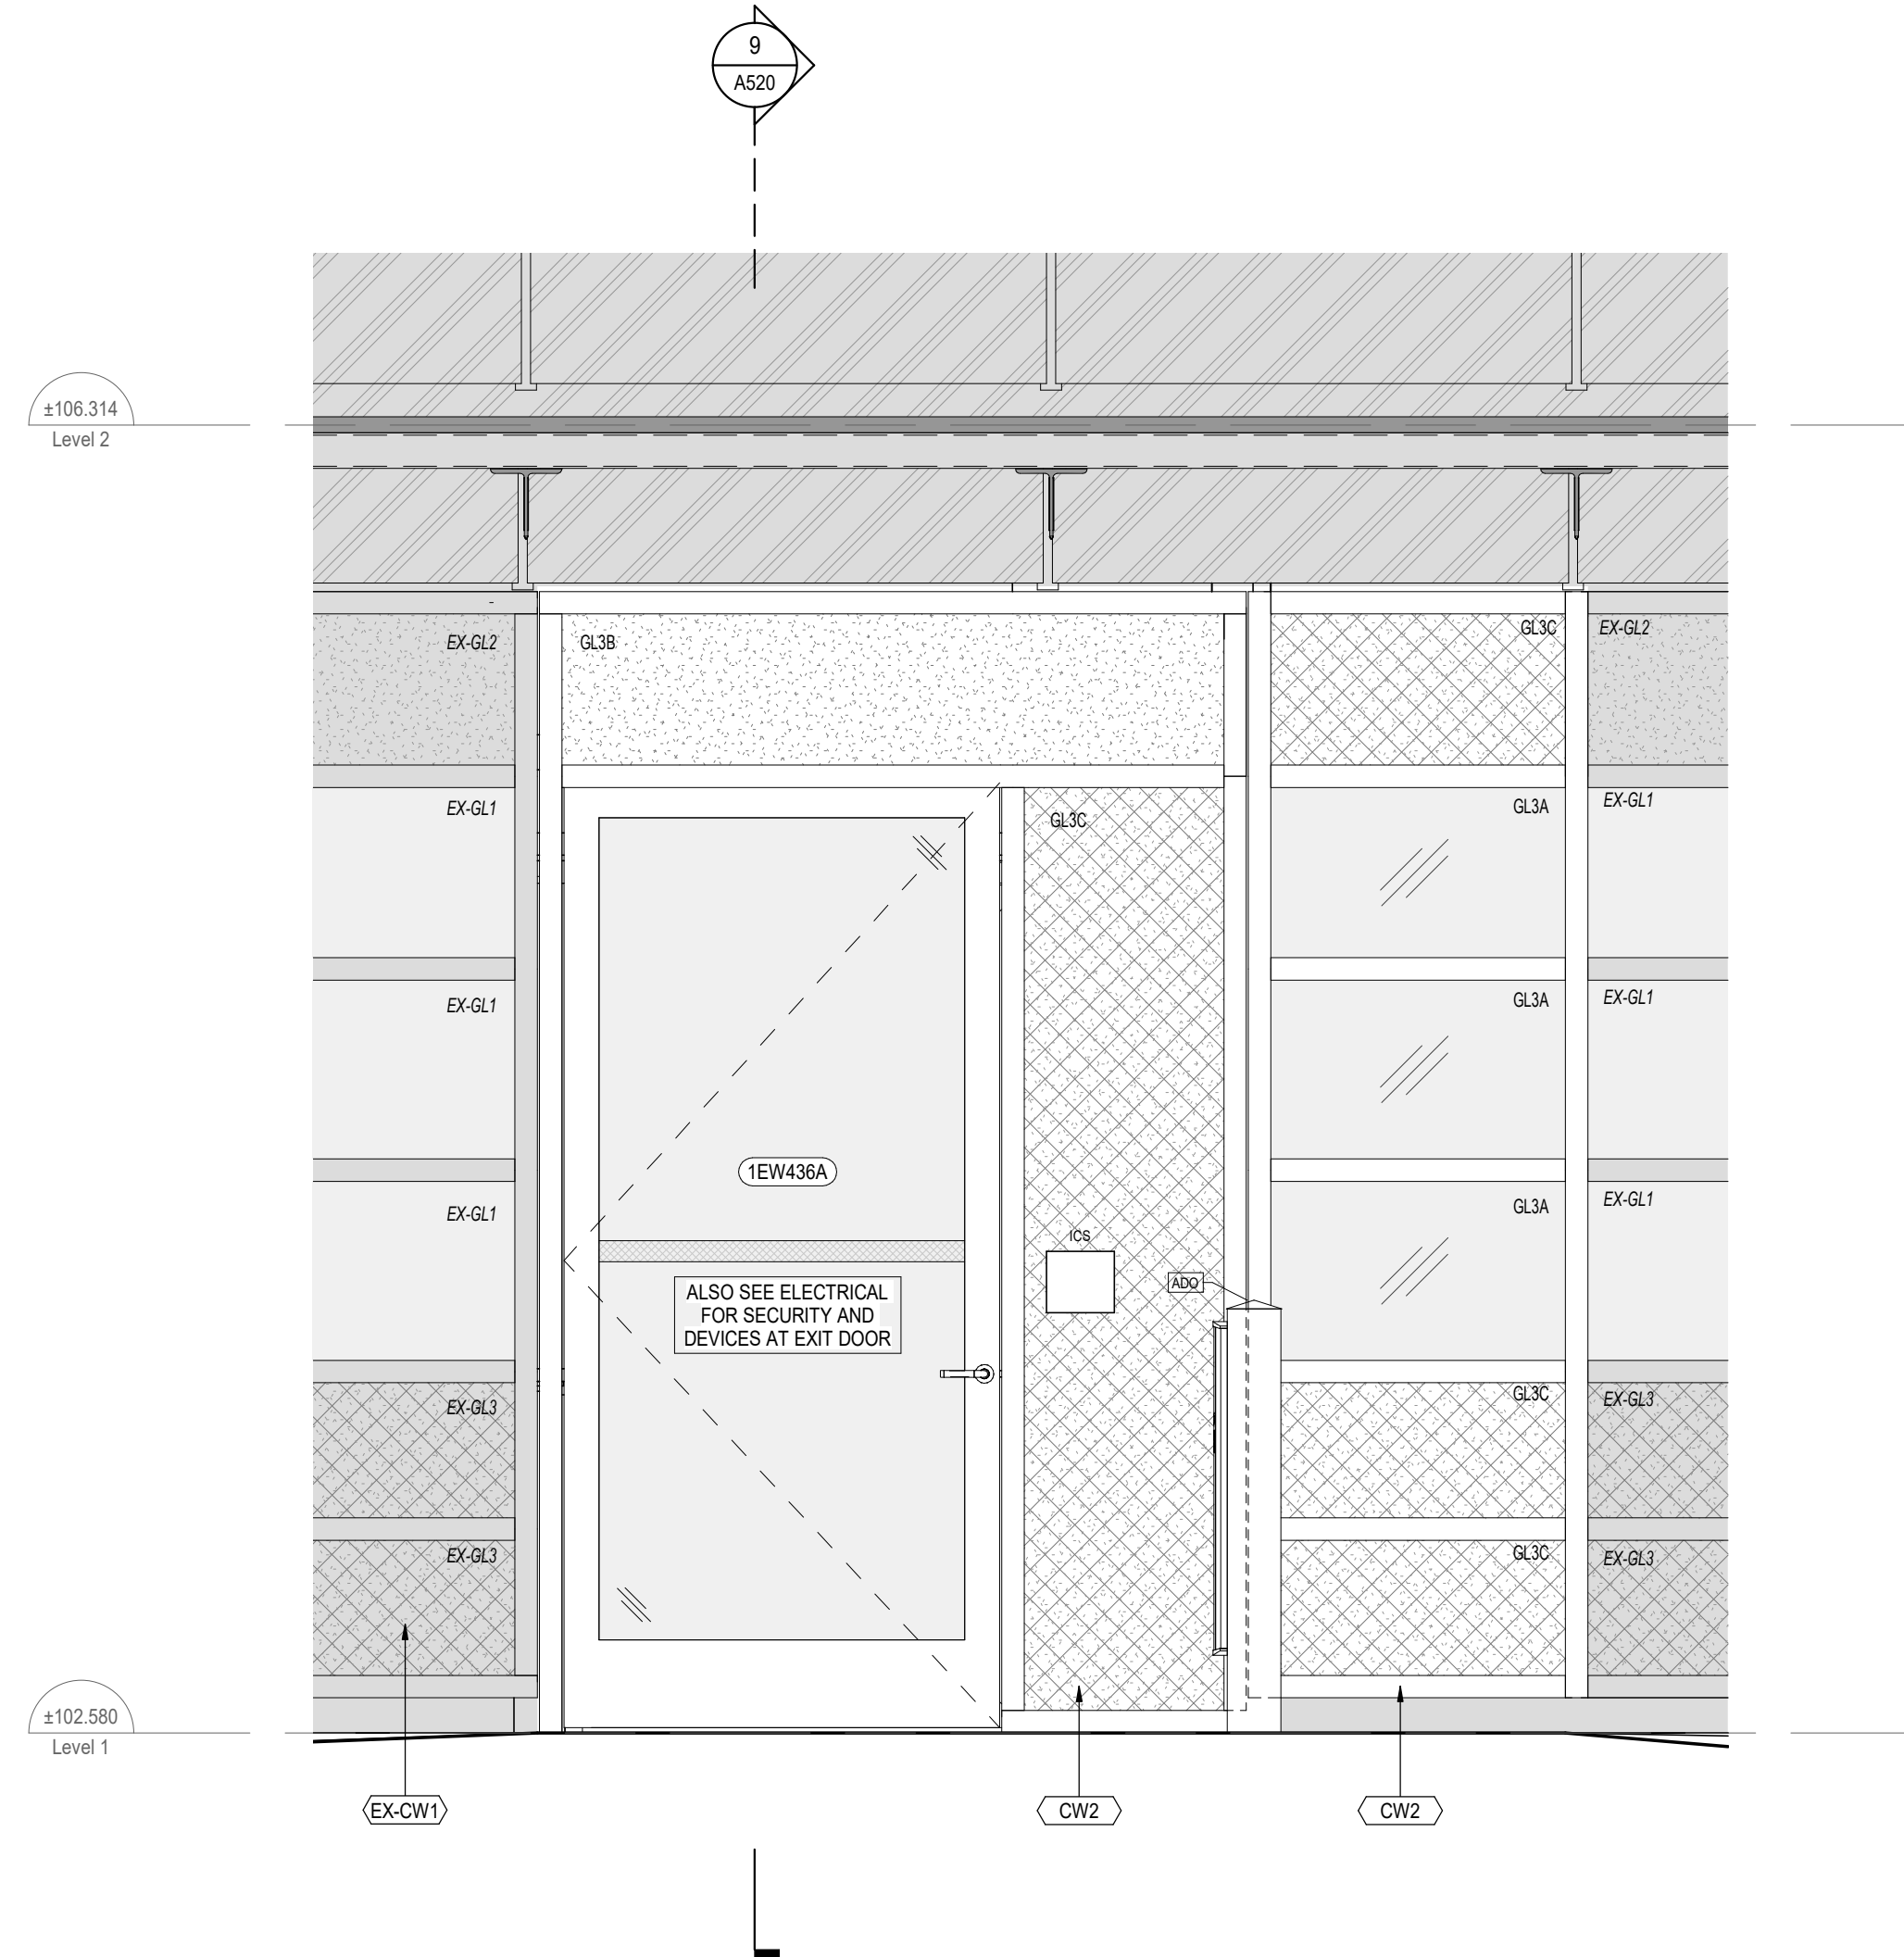 9
A520
±106.314
Level 2
EX-GL2
GL3B
GL3C
EX-GL2
EX-GL1
GL3C
GL3A
EX-GL1
EX-GL1
GL3A
EX-GL1
1EW436A
EX-GL1
GL3A
EX-GL1
ICS
ADO
ALSO SEE ELECTRICAL
FOR SECURITY AND
DEVICES AT EXIT DOOR
EX-GL3
GL3C
EX-GL3
EX-GL3
GL3C
EX-GL3
±102.580
Level 1
EX-CW1
CW2
CW2